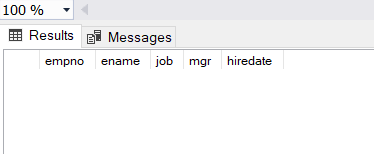 100 %
Results Messages
empno ename job mgr hiredate